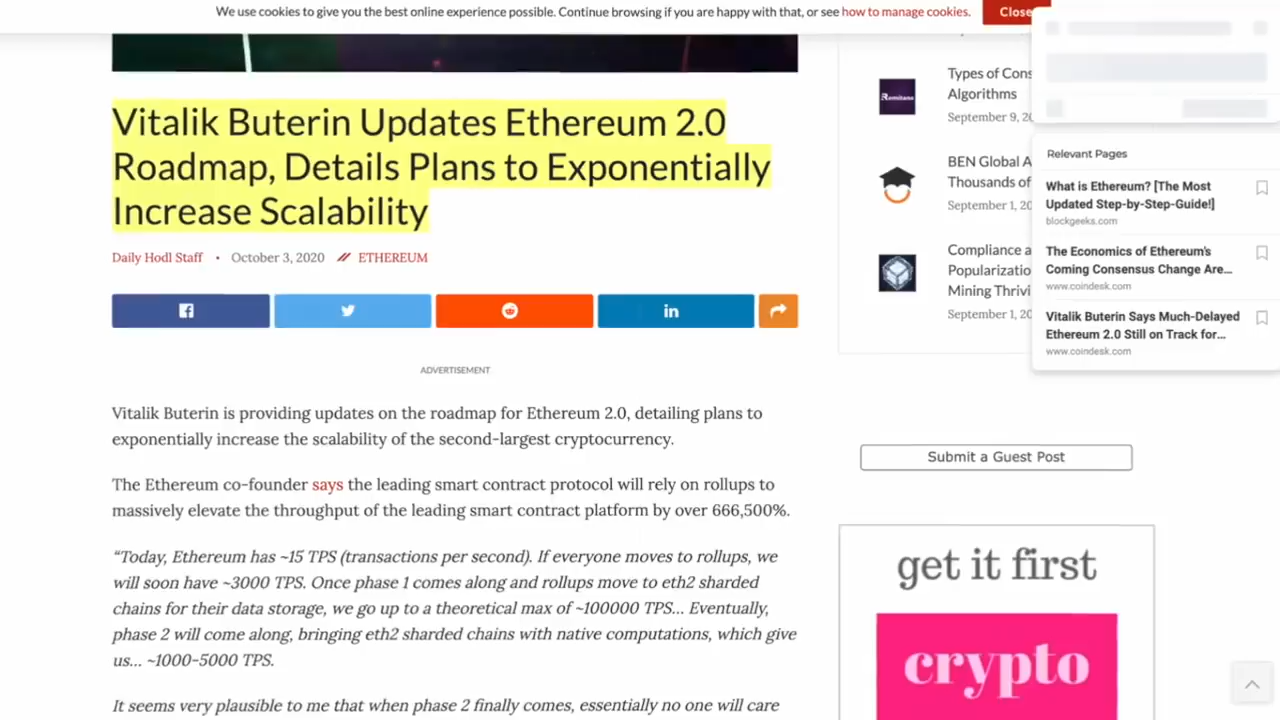 We use cookies to give you the best online experience possible. Continue browsing if you are happy with that, or see how to manage cookies.
Close
Vitalik Buterin Updates Ethereum 2.0
Roadmap, Details Plans to Exponentially
Increase Scalability
Daily Hodl Staff • October 3, 2020 // ETHEREUM
ADVERTISEMENT
Vitalik Buterin is providing updates on the roadmap for Ethereum 2.0, detailing plans to
exponentially increase the scalability of the second-largest cryptocurrency.
The Ethereum co-founder says the leading smart contract protocol will rely on rollups to
massively elevate the throughput of the leading smart contract platform by over 666,500%.
“Today, Ethereum has ~15 TPS (transactions per second). If everyone moves to rollups, we
will soon have ~3000 TPS. Once phase 1 comes along and rollups move to eth2 sharded
chains for their data storage, we go up to a theoretical max of ~100000 TPS… Eventually,
phase 2 will come along, bringing eth2 sharded chains with native computations, which give
us… ~1000-5000 TPS.
It seems very plausible to me that when phase 2 finally comes, essentially no one will care
Remitano
Types of Cons
Algorithms
September 9, 20
BEN Global A
Thousands of
September 1, 20
Compliance a
Popularizatio
Mining Thrivi
September 1, 20
Relevant Pages
What is Ethereum? [The Most
Updated Step-by-Step-Guide!]
blockgeeks.com
The Economics of Ethereum's
Coming Consensus Change Are...
www.coindesk.com
Vitalik Buterin Says Much-Delayed
Ethereum 2.0 Still on Track for...
www.coindesk.com
Submit a Guest Post
get it first
crypto